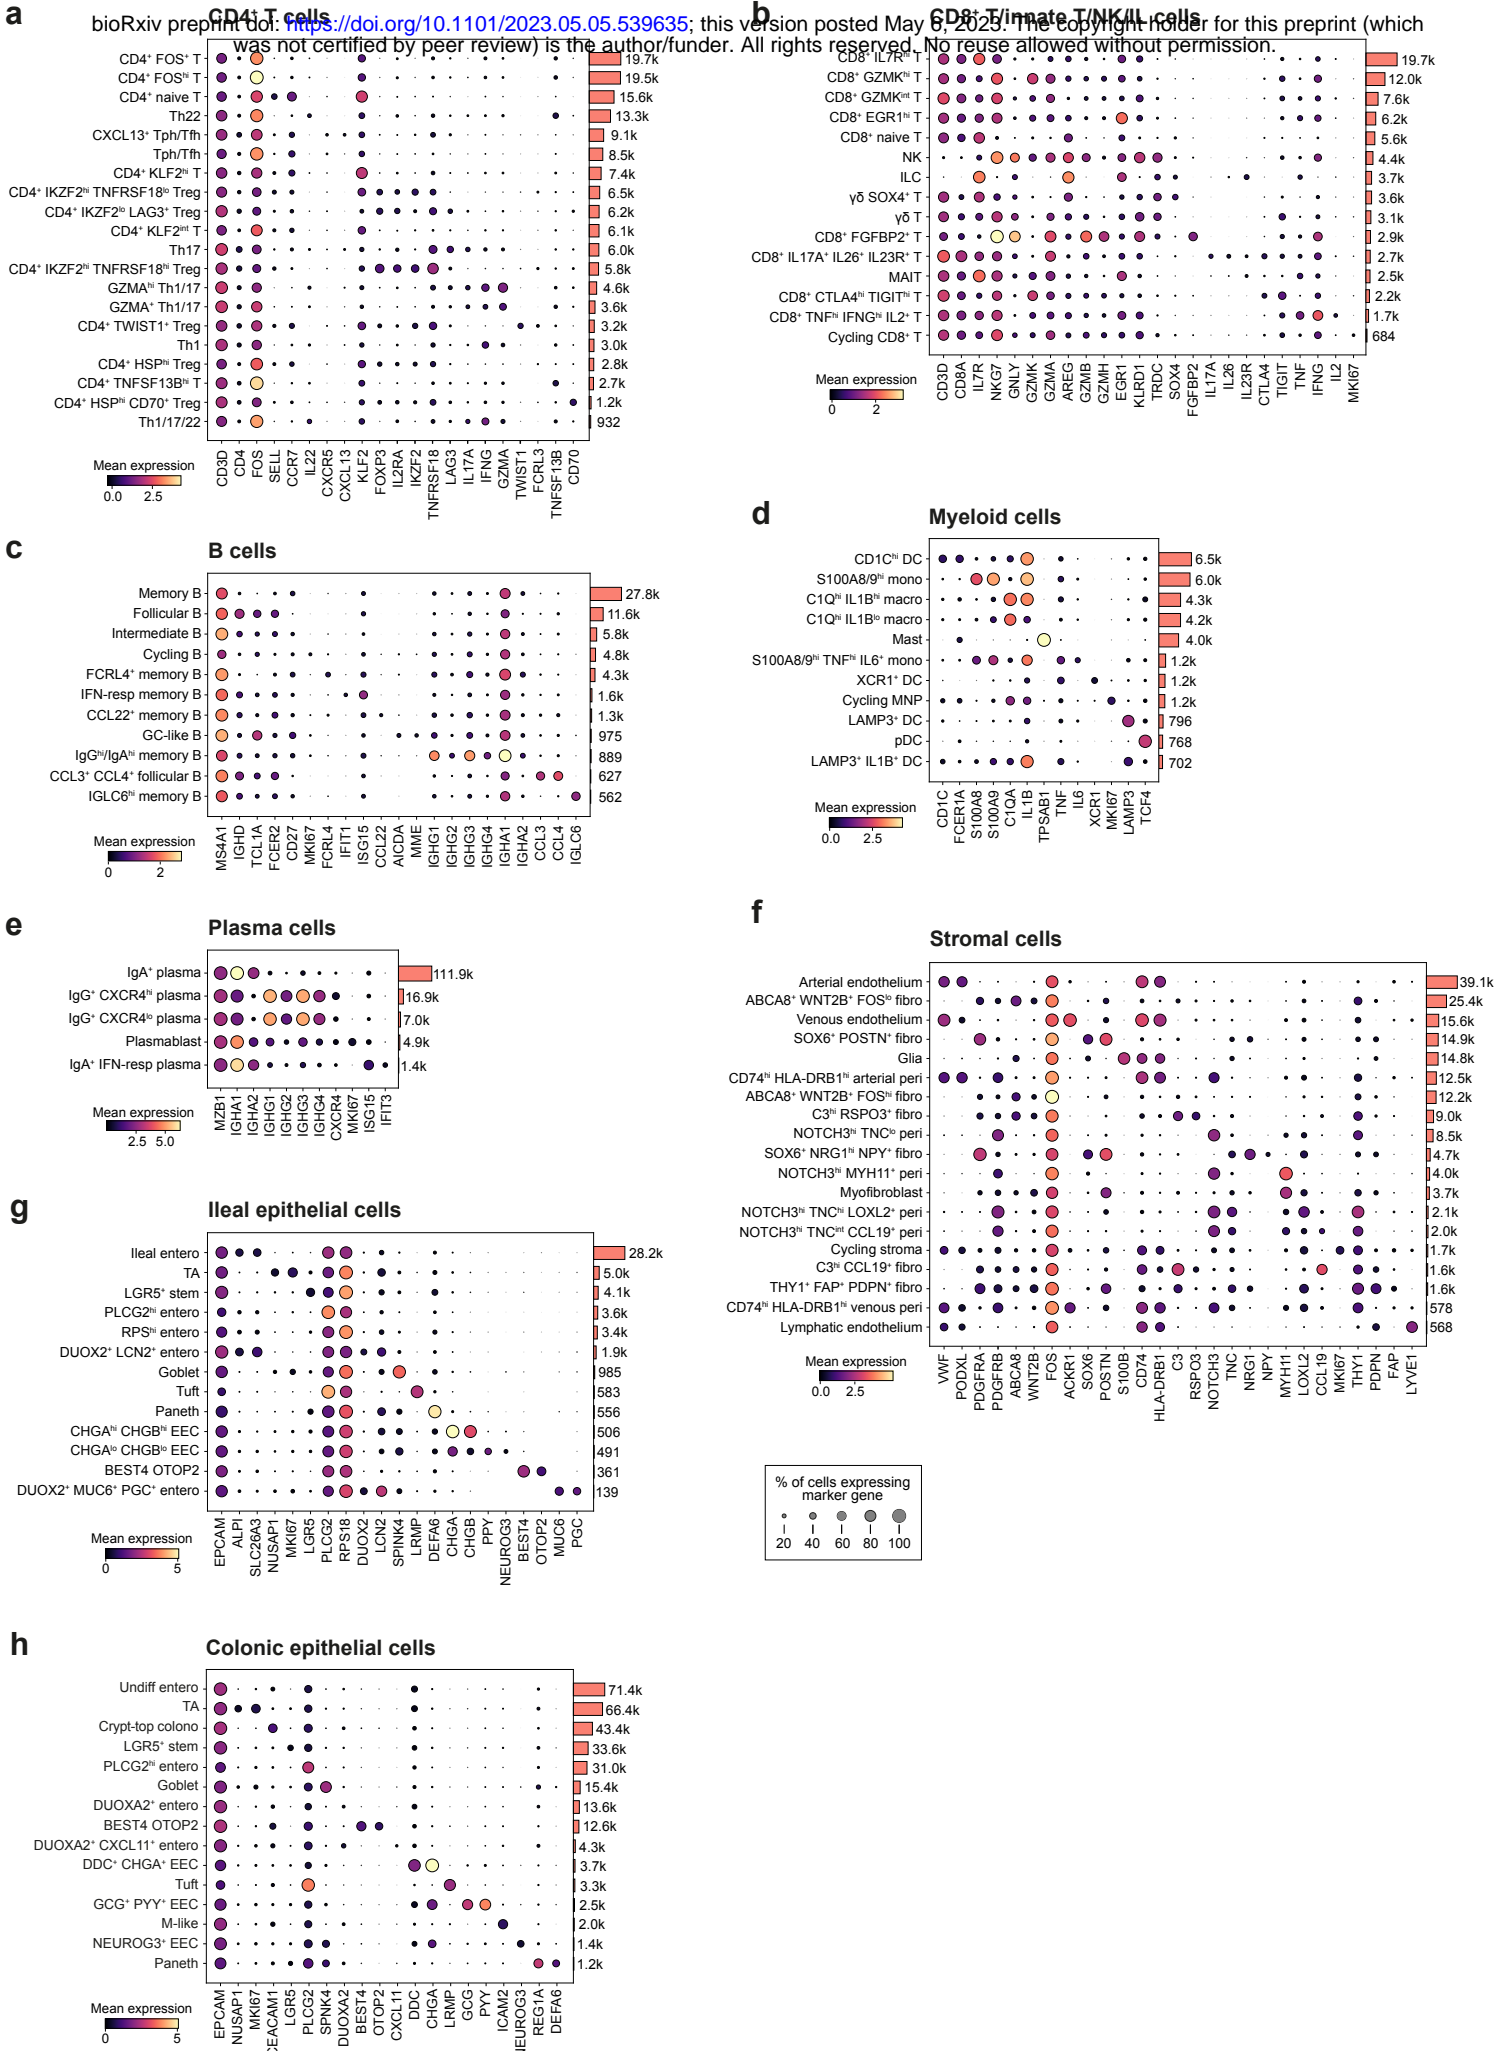 bioRxiv preprint doi: https://doi.org/10.1101/2023.05.05.539635; this version posted May 6, 2023. The copyright holder for this preprint (which
was not certified by peer review) is the author/funder. All rights reserved. No reuse allowed without permission.
a
CD4⁺ T cells
CD4⁺ FOS⁺ T 19.7k
CD4⁺ FOSʰⁱ T 19.5k
CD4⁺ naive T 15.6k
Th22 13.3k
CXCL13⁺ Tph/Tfh 9.1k
Tph/Tfh 8.5k
CD4⁺ KLF2ʰⁱ T 7.4k
CD4⁺ IKZF2ʰⁱ TNFRSF18ˡᵒ Treg 6.5k
CD4⁺ IKZF2ˡᵒ LAG3⁺ Treg 6.2k
CD4⁺ KLF2ⁱⁿᵗ T 6.1k
Th17 6.0k
CD4⁺ IKZF2ʰⁱ TNFRSF18ʰⁱ Treg 5.8k
GZMAʰⁱ Th1/17 4.6k
GZMA⁺ Th1/17 3.6k
CD4⁺ TWIST1⁺ Treg 3.2k
Th1 3.0k
CD4⁺ HSPʰⁱ Treg 2.8k
CD4⁺ TNFSF13Bʰⁱ T 2.7k
CD4⁺ HSPʰⁱ CD70⁺ Treg 1.2k
Th1/17/22 932
CD3D CD4 FOS SELL CCR7 IL22 CXCR5 CXCL13 KLF2 FOXP3 IL2RA IKZF2 TNFRSF18 LAG3 IL17A IFNG GZMA TWIST1 FCRL3 TNFSF13B CD70
Mean expression
0.0 2.5
b
CD8⁺ T/innate T/NK/IL cells
CD8⁺ IL7Rʰⁱ T 19.7k
CD8⁺ GZMKʰⁱ T 12.0k
CD8⁺ GZMKⁱⁿᵗ T 7.6k
CD8⁺ EGR1ʰⁱ T 6.2k
CD8⁺ naive T 5.6k
NK 4.4k
ILC 3.7k
γδ SOX4⁺ T 3.6k
γδ T 3.1k
CD8⁺ FGFBP2⁺ T 2.9k
CD8⁺ IL17A⁺ IL26⁺ IL23R⁺ T 2.7k
MAIT 2.5k
CD8⁺ CTLA4ʰⁱ TIGITʰⁱ T 2.2k
CD8⁺ TNFʰⁱ IFNGʰⁱ IL2⁺ T 1.7k
Cycling CD8⁺ T 684
CD3D CD8A IL7R NKG7 GNLY GZMK GZMA AREG GZMB GZMH EGR1 KLRD1 TRDC SOX4 FGFBP2 IL17A IL26 IL23R CTLA4 TIGIT TNF IFNG IL2 MKI67
Mean expression
0 2
c
B cells
Memory B 27.8k
Follicular B 11.6k
Intermediate B 5.8k
Cycling B 4.8k
FCRL4⁺ memory B 4.3k
IFN-resp memory B 1.6k
CCL22⁺ memory B 1.3k
GC-like B 975
IgGʰⁱ/IgAʰⁱ memory B 889
CCL3⁺ CCL4⁺ follicular B 627
IGLC6ʰⁱ memory B 562
MS4A1 IGHD TCL1A FCER2 CD27 MKI67 FCRL4 IFIT1 ISG15 CCL22 AICDA MME IGHG1 IGHG2 IGHG3 IGHG4 IGHA1 IGHA2 CCL3 CCL4 IGLC6
Mean expression
0 2
d
Myeloid cells
CD1Cʰⁱ DC 6.5k
S100A8/9ʰⁱ mono 6.0k
C1Qʰⁱ IL1Bʰⁱ macro 4.3k
C1Qʰⁱ IL1Bˡᵒ macro 4.2k
Mast 4.0k
S100A8/9ʰⁱ TNFʰⁱ IL6⁺ mono 1.2k
XCR1⁺ DC 1.2k
Cycling MNP 1.2k
LAMP3⁺ DC 796
pDC 768
LAMP3⁺ IL1B⁺ DC 702
CD1C FCER1A S100A8 S100A9 C1QA IL1B TPSAB1 TNF IL6 XCR1 MKI67 LAMP3 TCF4
Mean expression
0.0 2.5
e
Plasma cells
IgA⁺ plasma 111.9k
IgG⁺ CXCR4ʰⁱ plasma 16.9k
IgG⁺ CXCR4ˡᵒ plasma 7.0k
Plasmablast 4.9k
IgA⁺ IFN-resp plasma 1.4k
MZB1 IGHA1 IGHA2 IGHG1 IGHG2 IGHG3 IGHG4 CXCR4 MKI67 ISG15 IFIT3
Mean expression
2.5 5.0
f
Stromal cells
Arterial endothelium 39.1k
ABCA8⁺ WNT2B⁺ FOSˡᵒ fibro 25.4k
Venous endothelium 15.6k
SOX6⁺ POSTN⁺ fibro 14.9k
Glia 14.8k
CD74ʰⁱ HLA-DRB1ʰⁱ arterial peri 12.5k
ABCA8⁺ WNT2B⁺ FOSʰⁱ fibro 12.2k
C3ʰⁱ RSPO3⁺ fibro 9.0k
NOTCH3ʰⁱ TNCˡᵒ peri 8.5k
SOX6⁺ NRG1ʰⁱ NPY⁺ fibro 4.7k
NOTCH3ʰⁱ MYH11⁺ peri 4.0k
Myofibroblast 3.7k
NOTCH3ʰⁱ TNCʰⁱ LOXL2⁺ peri 2.1k
NOTCH3ʰⁱ TNCⁱⁿᵗ CCL19⁺ peri 2.0k
Cycling stroma 1.7k
C3ʰⁱ CCL19⁺ fibro 1.6k
THY1⁺ FAP⁺ PDPN⁺ fibro 1.6k
CD74ʰⁱ HLA-DRB1ʰⁱ venous peri 578
Lymphatic endothelium 568
VWF PODXL PDGFRA PDGFRB ABCA8 WNT2B FOS ACKR1 SOX6 POSTN S100B CD74 HLA-DRB1 C3 RSPO3 NOTCH3 TNC NRG1 NPY MYH11 LOXL2 CCL19 MKI67 THY1 PDPN FAP LYVE1
Mean expression
0.0 2.5
% of cells expressing
marker gene
20 40 60 80 100
g
Ileal epithelial cells
Ileal entero 28.2k
TA 5.0k
LGR5⁺ stem 4.1k
PLCG2ʰⁱ entero 3.6k
RPSʰⁱ entero 3.4k
DUOX2⁺ LCN2⁺ entero 1.9k
Goblet 985
Tuft 583
Paneth 556
CHGAʰⁱ CHGBʰⁱ EEC 506
CHGAˡᵒ CHGBˡᵒ EEC 491
BEST4 OTOP2 361
DUOX2⁺ MUC6⁺ PGC⁺ entero 139
EPCAM ALPI SLC26A3 NUSAP1 MKI67 LGR5 PLCG2 RPS18 DUOX2 LCN2 SPINK4 LRMP DEFA6 CHGA CHGB PPY NEUROG3 BEST4 OTOP2 MUC6 PGC
Mean expression
0 5
h
Colonic epithelial cells
Undiff entero 71.4k
TA 66.4k
Crypt-top colono 43.4k
LGR5⁺ stem 33.6k
PLCG2ʰⁱ entero 31.0k
Goblet 15.4k
DUOXA2⁺ entero 13.6k
BEST4 OTOP2 12.6k
DUOXA2⁺ CXCL11⁺ entero 4.3k
DDC⁺ CHGA⁺ EEC 3.7k
Tuft 3.3k
GCG⁺ PYY⁺ EEC 2.5k
M-like 2.0k
NEUROG3⁺ EEC 1.4k
Paneth 1.2k
EPCAM NUSAP1 MKI67 CEACAM1 LGR5 PLCG2 SPNK4 DUOXA2 BEST4 OTOP2 CXCL11 DDC CHGA LRMP GCG PYY ICAM2 NEUROG3 REG1A DEFA6
Mean expression
0 5